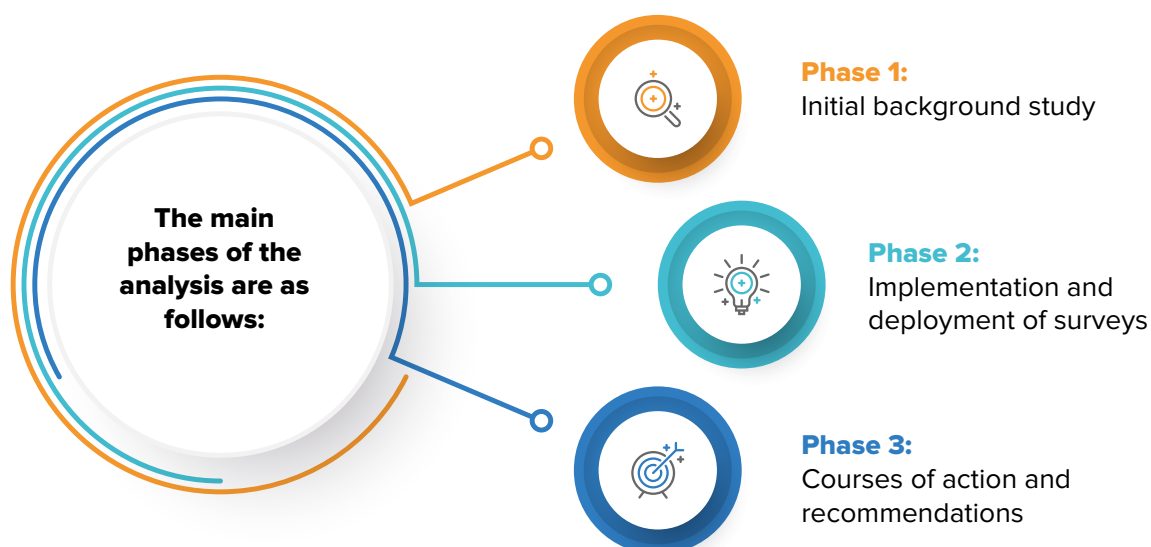 The main
phases of the
analysis are as
follows:
Phase 1:
Initial background study
Phase 2:
Implementation and
deployment of surveys
Phase 3:
Courses of action and
recommendations